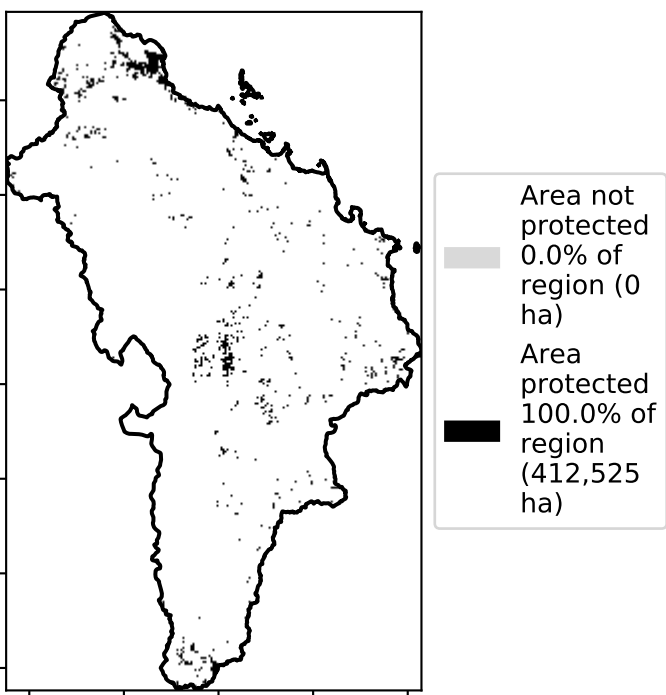 Area not
protected
0.0% of
region (0
ha)
Area
protected
100.0% of
region
(412,525
ha)